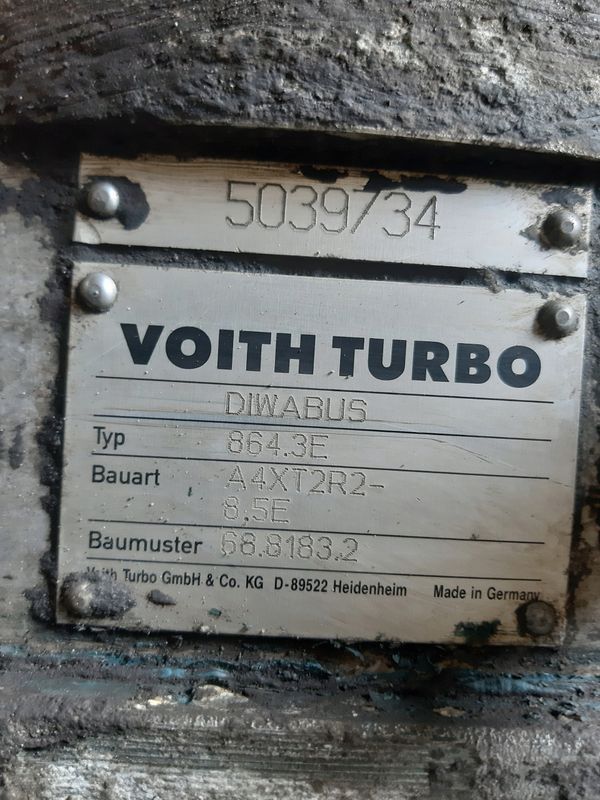 5039734
VOITH TURBO
DIWABUS
Typ 864.3E
Bauart A4XT2R2-
8,5E
Baumuster 68.8183.2
Voith Turbo GmbH & Co. KG D-89522 Heidenheim Made in Germany